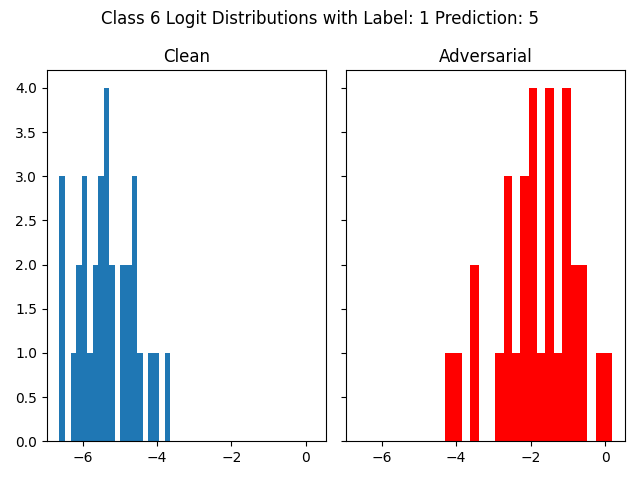 Class 6 Logit Distributions with Label: 1 Prediction: 5
Clean
Adversarial
4.0
3.5
3.0
2.5
2.0
1.5
1.0
0.5
0.0
−6 −4 −2 0
−6 −4 −2 0